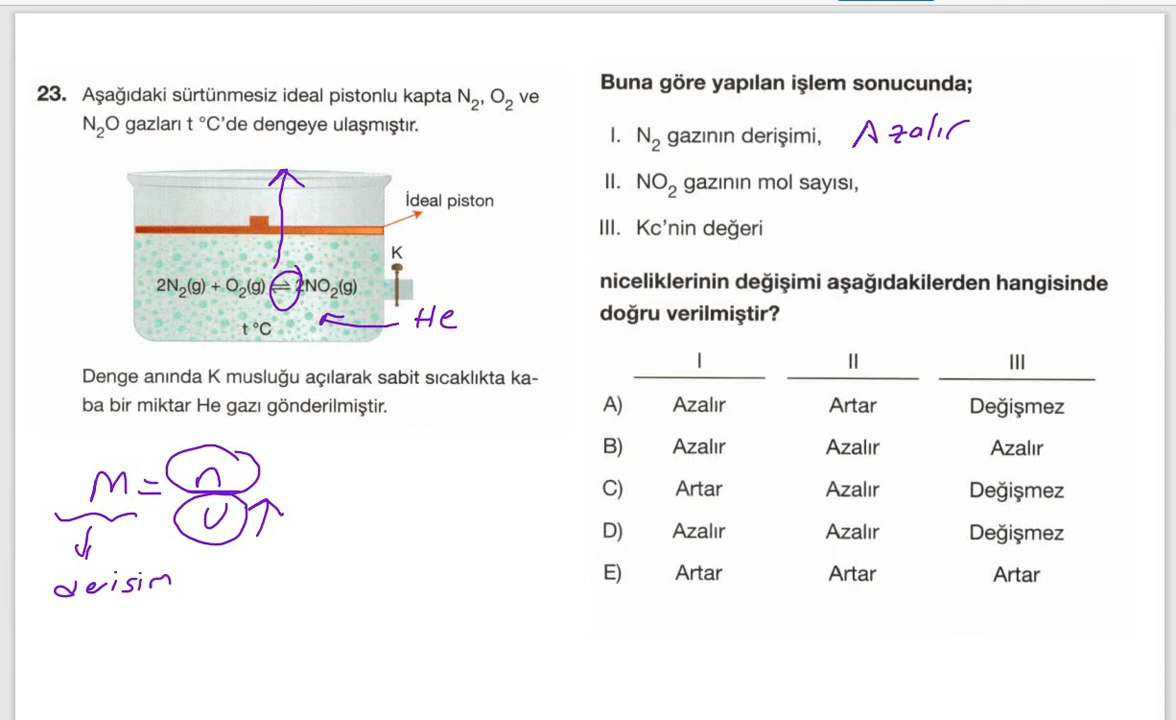 23. Aşağıdaki sürtünmesiz ideal pistonlu kapta N₂, O₂ ve
N₂O gazları t °C'de dengeye ulaşmıştır.
İdeal piston
K
2N₂(g) + O₂(g) ⇌ 2NO₂(g)
He
t °C
Denge anında K musluğu açılarak sabit sıcaklıkta ka-
ba bir miktar He gazı gönderilmiştir.
M = n
V
derisim
Buna göre yapılan işlem sonucunda;
I. N₂ gazının derişimi, Azalır
II. NO₂ gazının mol sayısı,
III. Kc'nin değeri
niceliklerinin değişimi aşağıdakilerden hangisinde
doğru verilmiştir?
I II III
A) Azalır Artar Değişmez
B) Azalır Azalır Azalır
C) Artar Azalır Değişmez
D) Azalır Azalır Değişmez
E) Artar Artar Artar